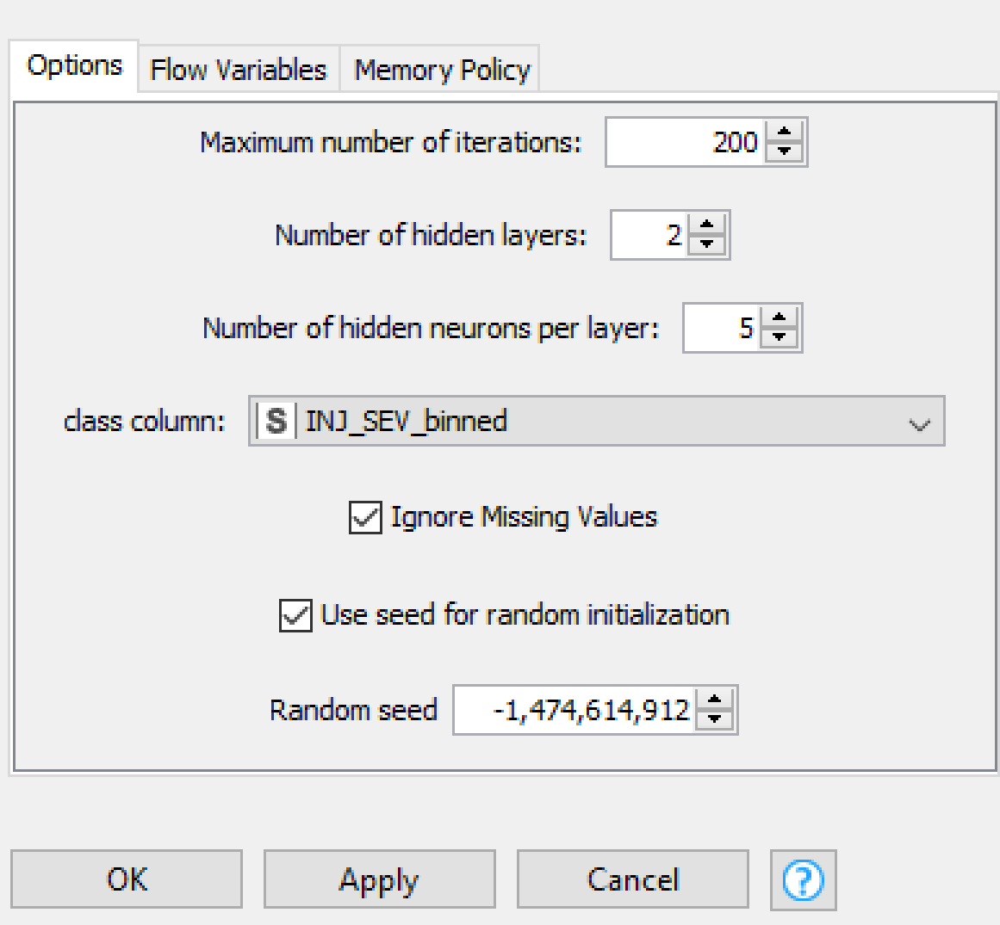 Options Flow Variables Memory Policy
Maximum number of iterations: 200
Number of hidden layers: 2
Number of hidden neurons per layer: 5
class column: S INJ_SEV_binned
Ignore Missing Values
Use seed for random initialization
Random seed -1,474,614,912
OK Apply Cancel ?